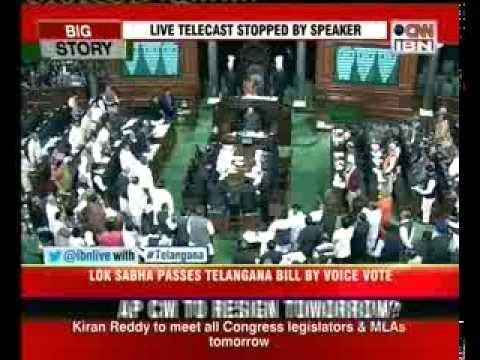 BIG
STORY
LIVE TELECAST STOPPED BY SPEAKER
CNN
IBN
@ibnlive with #Telangana
LOK SABHA PASSES TELANGANA BILL BY VOICE VOTE
AP CM TO RESIGN TOMORROW?
Kiran Reddy to meet all Congress legislators & MLAs
tomorrow